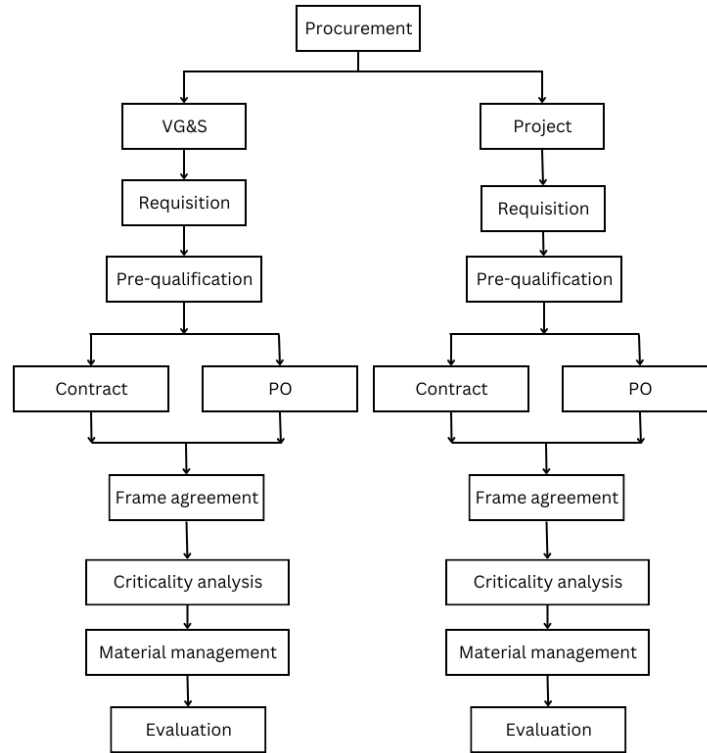 Procurement
VG&S
Project
Requisition
Requisition
Pre-qualification
Pre-qualification
Contract
PO
Contract
PO
Frame agreement
Frame agreement
Criticality analysis
Criticality analysis
Material management
Material management
Evaluation
Evaluation